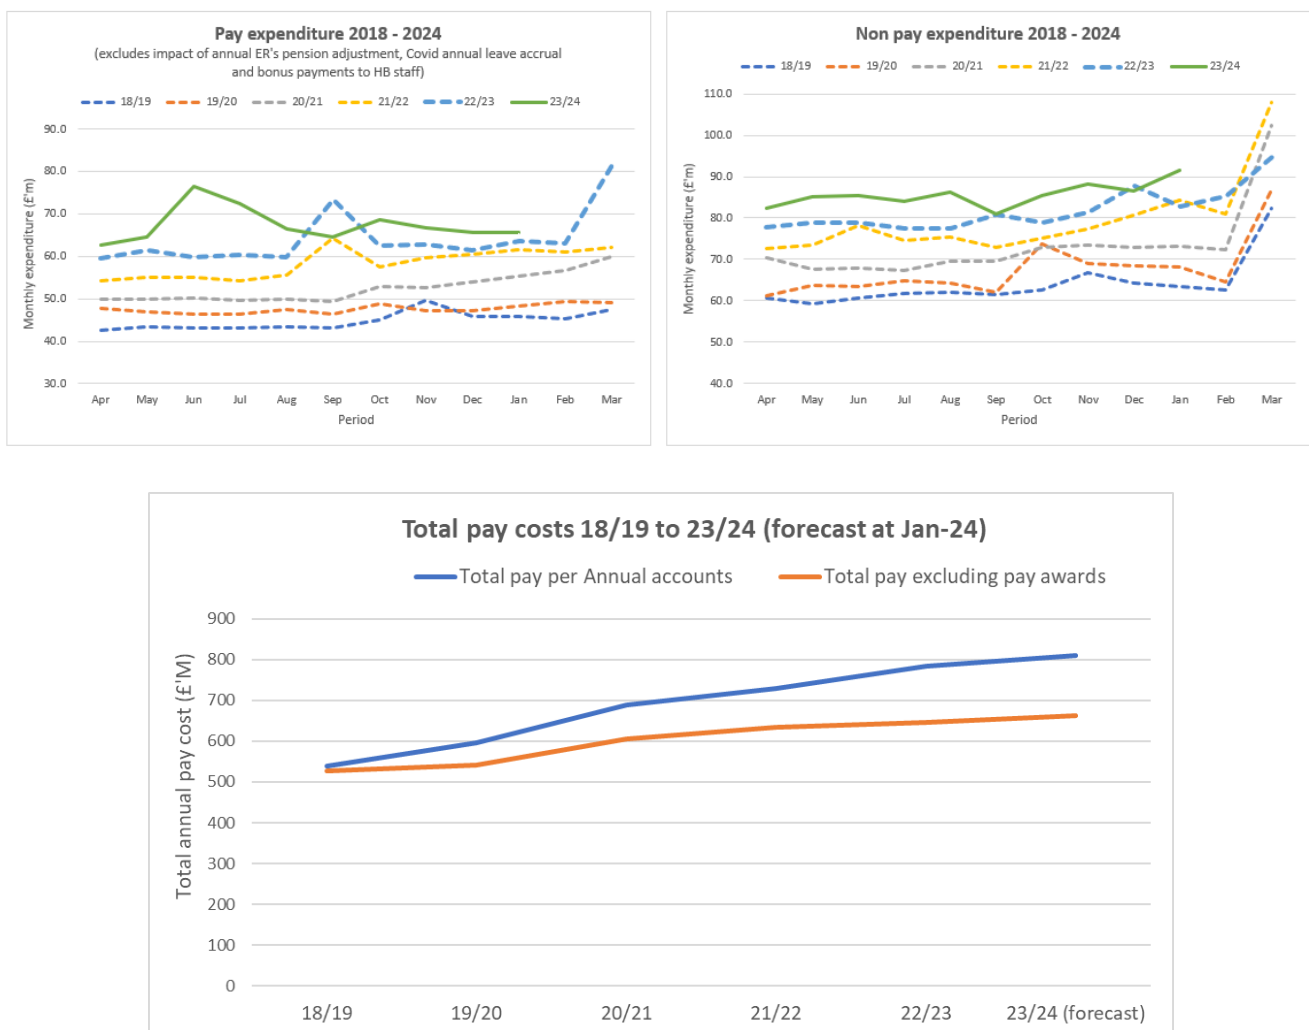 Pay expenditure 2018 - 2024
(excludes impact of annual ER's pension adjustment, Covid annual leave accrual
and bonus payments to HB staff)
18/19 19/20 20/21 21/22 22/23 23/24
Monthly expenditure (£'m)
90.0
80.0
70.0
60.0
50.0
40.0
30.0
Apr May Jun Jul Aug Sep Oct Nov Dec Jan Feb Mar
Period
Non pay expenditure 2018 - 2024
18/19 19/20 20/21 21/22 22/23 23/24
Monthly expenditure (£'m)
110.0
100.0
90.0
80.0
70.0
60.0
50.0
40.0
Apr May Jun Jul Aug Sep Oct Nov Dec Jan Feb Mar
Period
Total pay costs 18/19 to 23/24 (forecast at Jan-24)
Total pay per Annual accounts Total pay excluding pay awards
Total annual pay cost (£'M)
900
800
700
600
500
400
300
200
100
0
18/19 19/20 20/21 21/22 22/23 23/24 (forecast)